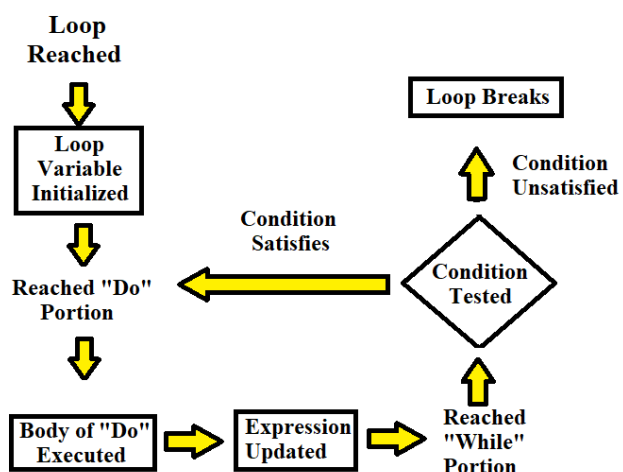 Loop
Reached
Loop
Variable
Initialized
Reached "Do"
Portion
Body of "Do"
Executed
Expression
Updated
Reached
"While"
Portion
Condition
Tested
Condition
Satisfies
Condition
Unsatisfied
Loop Breaks